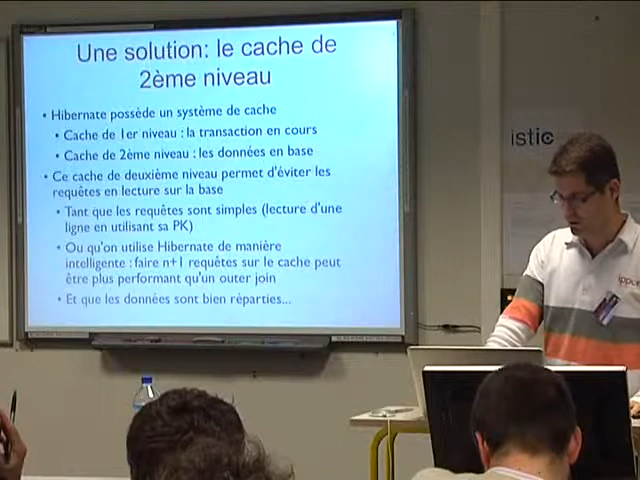 Une solution: le cache de
2ème niveau
• Hibernate possède un système de cache
• Cache de 1er niveau : la transaction en cours
• Cache de 2ème niveau : les données en base
• Ce cache de deuxième niveau permet d'éviter les
requêtes en lecture sur la base
• Tant que les requêtes sont simples (lecture d'une
ligne en utilisant sa PK)
• Ou qu'on utilise Hibernate de manière
intelligente : faire n+1 requêtes sur le cache peut
être plus performant qu'un outer join
• Et que les données sont bien réparties...
istic